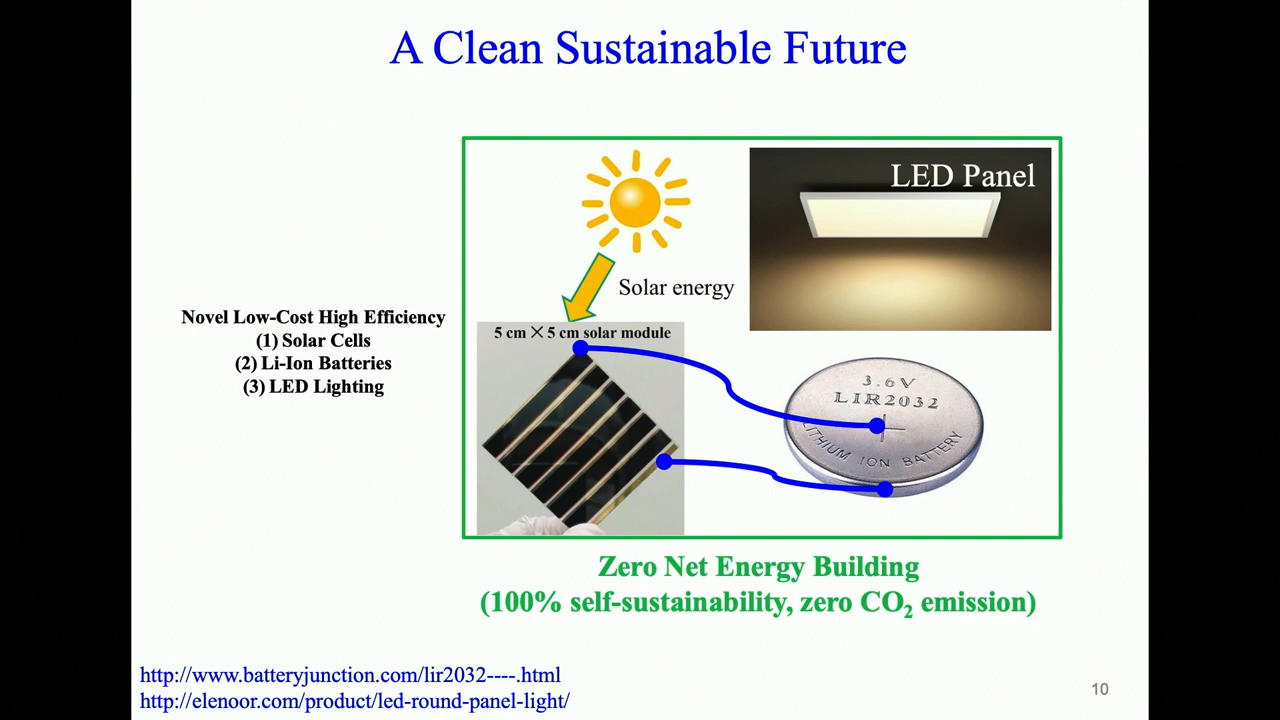 A Clean Sustainable Future
LED Panel
Solar energy
Novel Low-Cost High Efficiency
(1) Solar Cells
(2) Li-Ion Batteries
(3) LED Lighting
5 cm × 5 cm solar module
3.6V
LIR2032
LITHIUM ION BATTERY
Zero Net Energy Building
(100% self-sustainability, zero CO₂ emission)
http://www.batteryjunction.com/lir2032----.html
http://elenoor.com/product/led-round-panel-light/
10